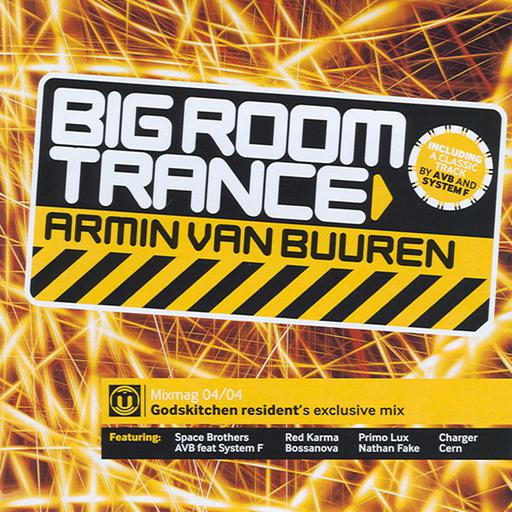 BIG ROOM
TRANCE
INCLUDING
A CLASSIC
TRACK
BY AVB AND
SYSTEM F
ARMIN VAN BUUREN
Mixmag 04/04
Godskitchen resident's exclusive mix
Featuring:
Space Brothers
AVB feat System F
Red Karma
Bossanova
Primo Lux
Nathan Fake
Charger
Cern